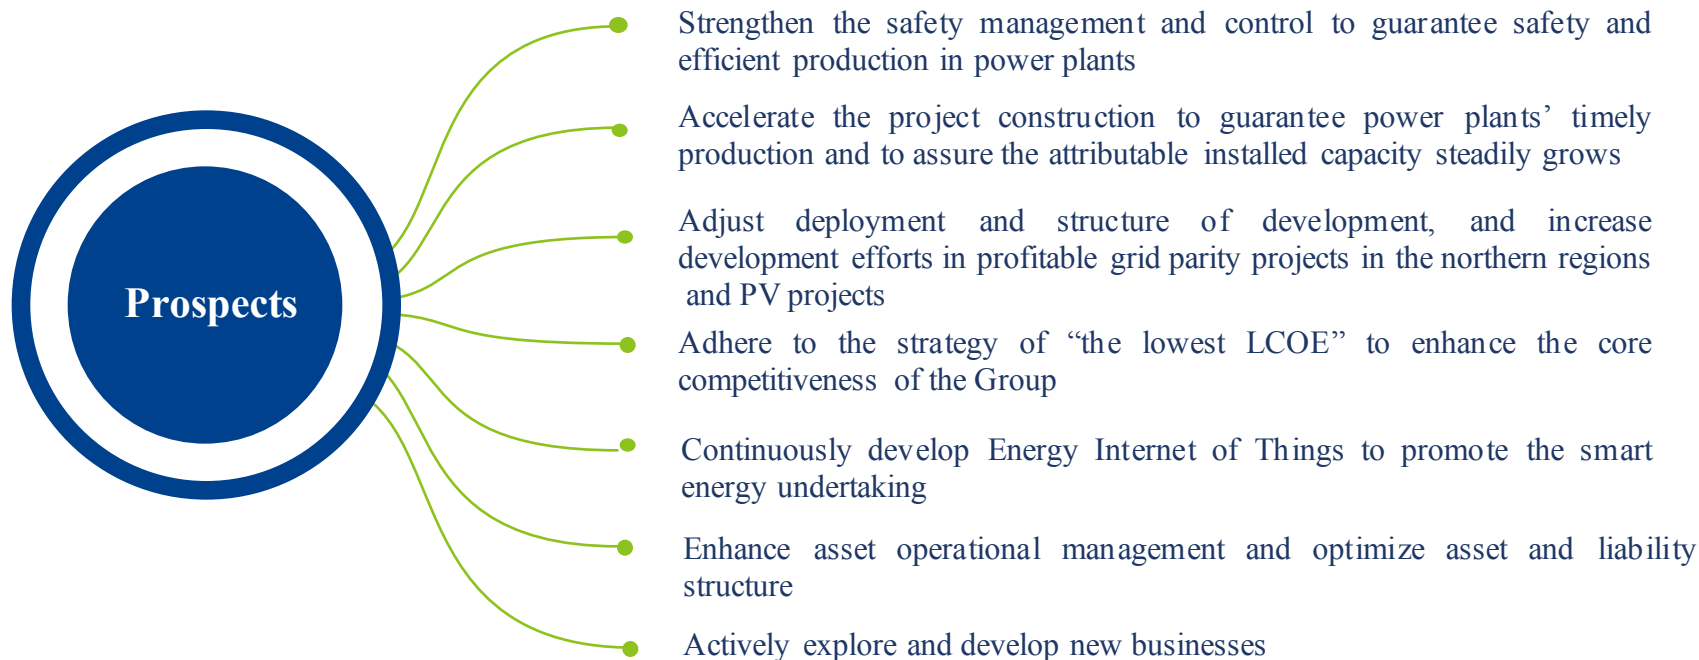 Prospects
Strengthen the safety management and control to guarantee safety and
efficient production in power plants
Accelerate the project construction to guarantee power plants’ timely
production and to assure the attributable installed capacity steadily grows
Adjust deployment and structure of development, and increase
development efforts in profitable grid parity projects in the northern regions
and PV projects
Adhere to the strategy of “the lowest LCOE” to enhance the core
competitiveness of the Group
Continuously develop Energy Internet of Things to promote the smart
energy undertaking
Enhance asset operational management and optimize asset and liability
structure
Actively explore and develop new businesses